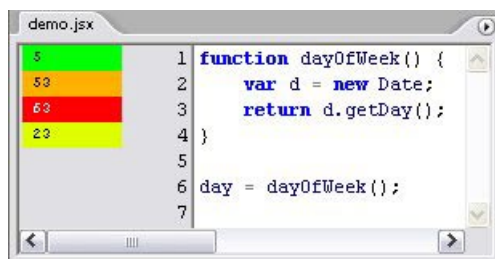 demo.jsx
5 1 function dayOfWeek() {
53 2 var d = new Date;
63 3 return d.getDay();
23 4 }
5
6 day = dayOfWeek();
7